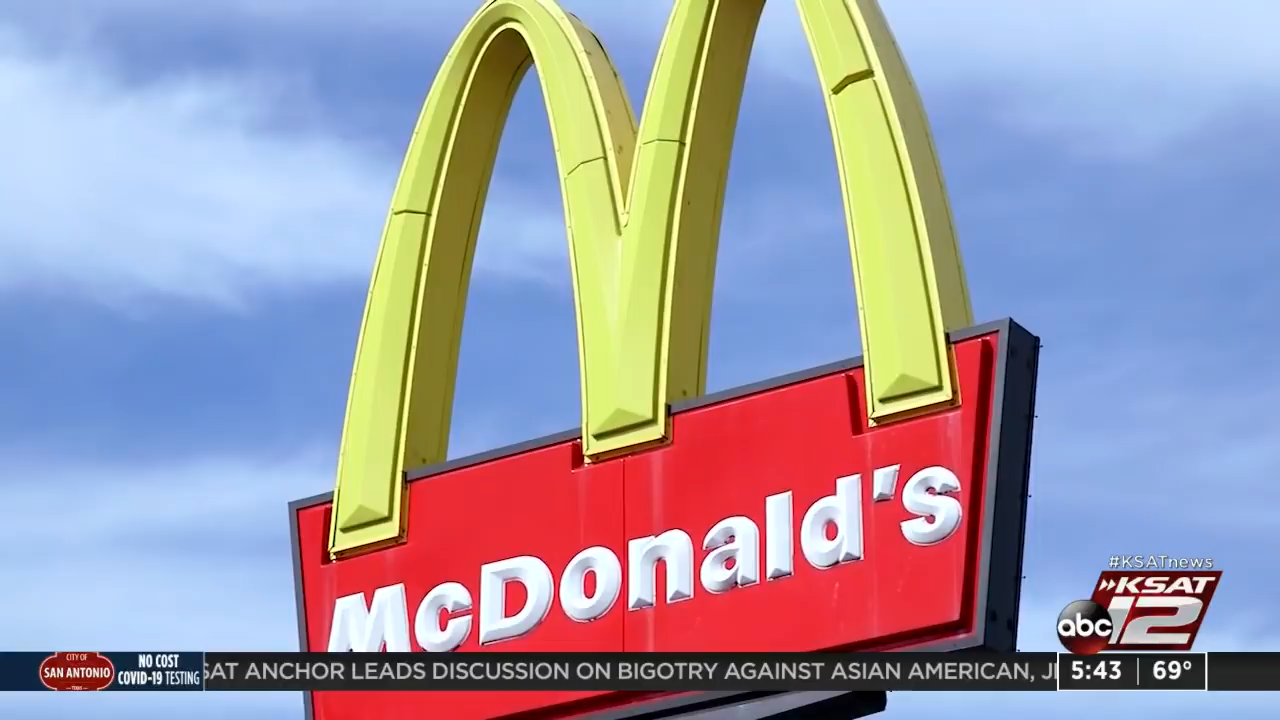 McDonald's
#KSATnews
KSAT
12
abc
CITY OF
SAN ANTONIO
TEXAS
NO COST
COVID-19 TESTING
SAT ANCHOR LEADS DISCUSSION ON BIGOTRY AGAINST ASIAN AMERICAN,
5:43
69°